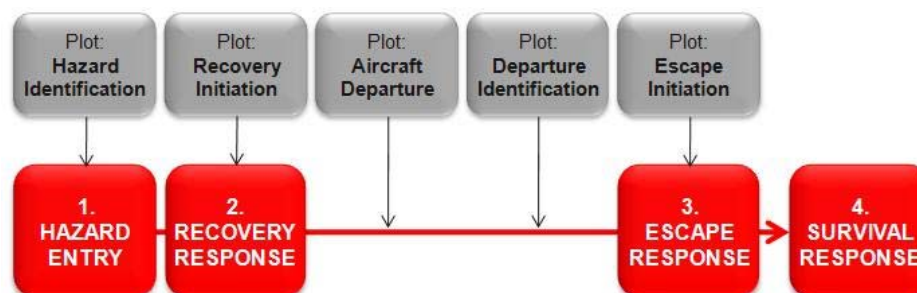 Plot:
Hazard
Identification
Plot:
Recovery
Initiation
Plot:
Aircraft
Departure
Plot:
Departure
Identification
Plot:
Escape
Initiation
1.
HAZARD
ENTRY
2.
RECOVERY
RESPONSE
3.
ESCAPE
RESPONSE
4.
SURVIVAL
RESPONSE